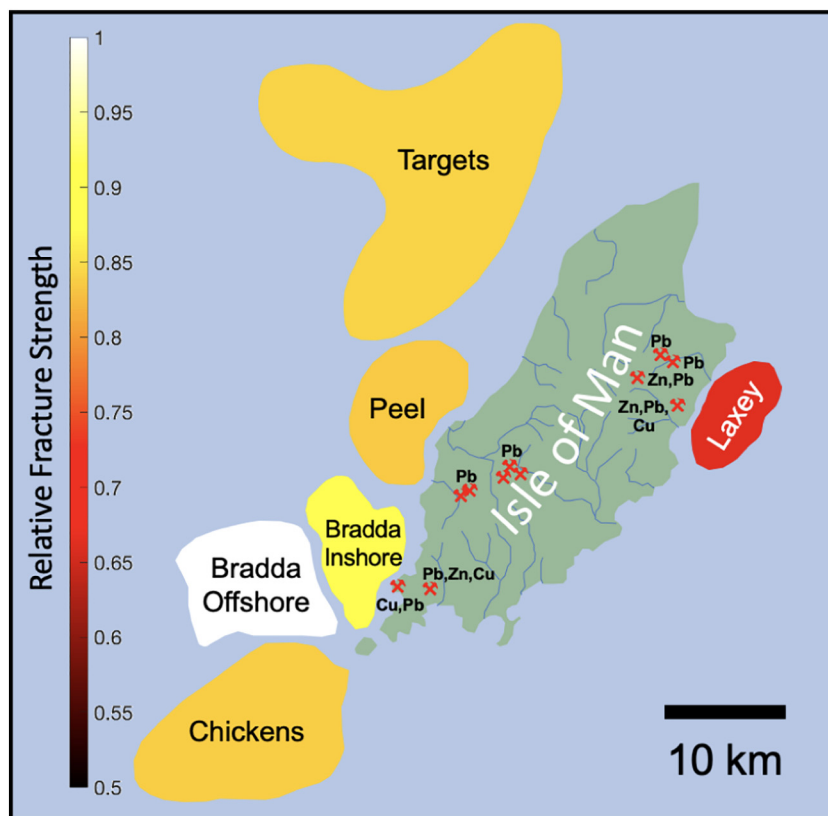 Relative Fracture Strength
1
0.95
0.9
0.85
0.8
0.75
0.7
0.65
0.6
0.55
0.5
Targets
Peel
Bradda
Inshore
Bradda
Offshore
Chickens
Isle of Man
Laxey
Pb
Pb
Zn,Pb
Zn,Pb,
Cu
Pb
Pb
Pb,Zn,Cu
Cu,Pb
10 km